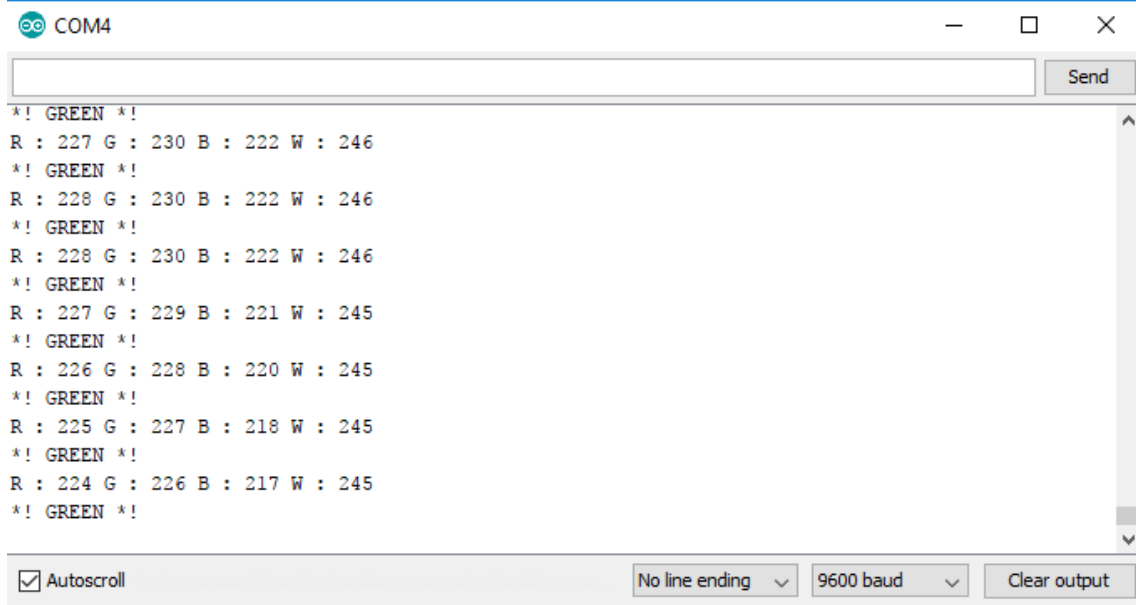 COM4
Send
*! GREEN *!
R : 227 G : 230 B : 222 W : 246
*! GREEN *!
R : 228 G : 230 B : 222 W : 246
*! GREEN *!
R : 228 G : 230 B : 222 W : 246
*! GREEN *!
R : 227 G : 229 B : 221 W : 245
*! GREEN *!
R : 226 G : 228 B : 220 W : 245
*! GREEN *!
R : 225 G : 227 B : 218 W : 245
*! GREEN *!
R : 224 G : 226 B : 217 W : 245
*! GREEN *!
Autoscroll No line ending 9600 baud Clear output